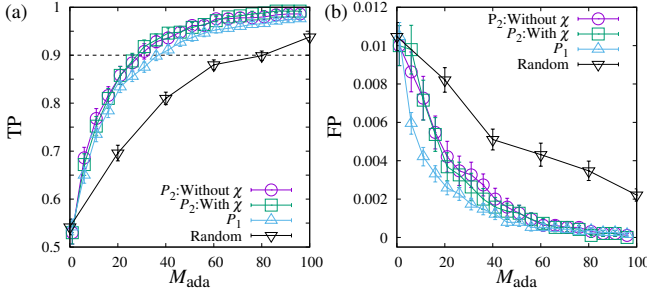 (a)
TP
1
0.9
0.8
0.7
0.6
0.5
0 20 40 60 80 100
M_ada
P₂:Without χ
P₂:With χ
P₁
Random
(b)
FP
0.012
0.01
0.008
0.006
0.004
0.002
0
0 20 40 60 80 100
M_ada
P₂:Without χ
P₂:With χ
P₁
Random